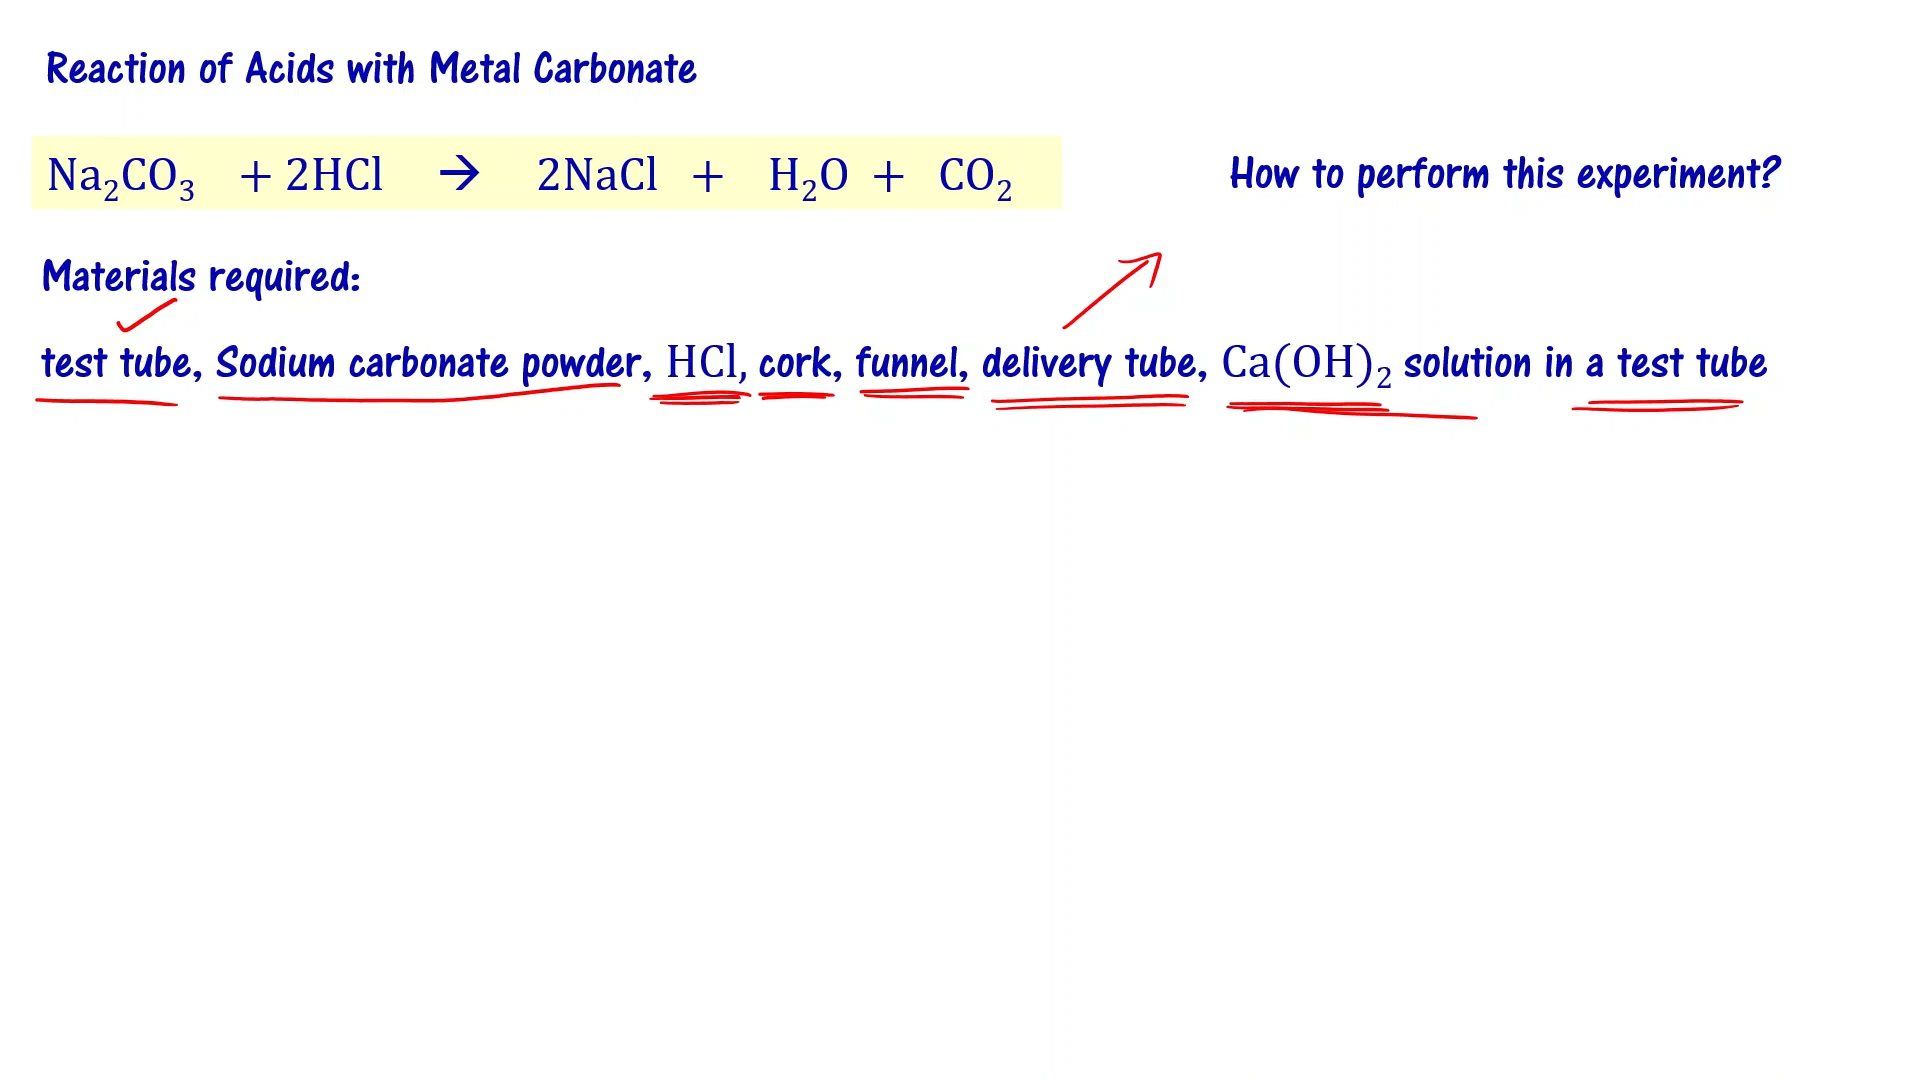 Reaction of Acids with Metal Carbonate
Na₂CO₃ + 2HCl → 2NaCl + H₂O + CO₂
How to perform this experiment?
Materials required:
test tube, Sodium carbonate powder, HCl, cork, funnel, delivery tube, Ca(OH)₂ solution in a test tube